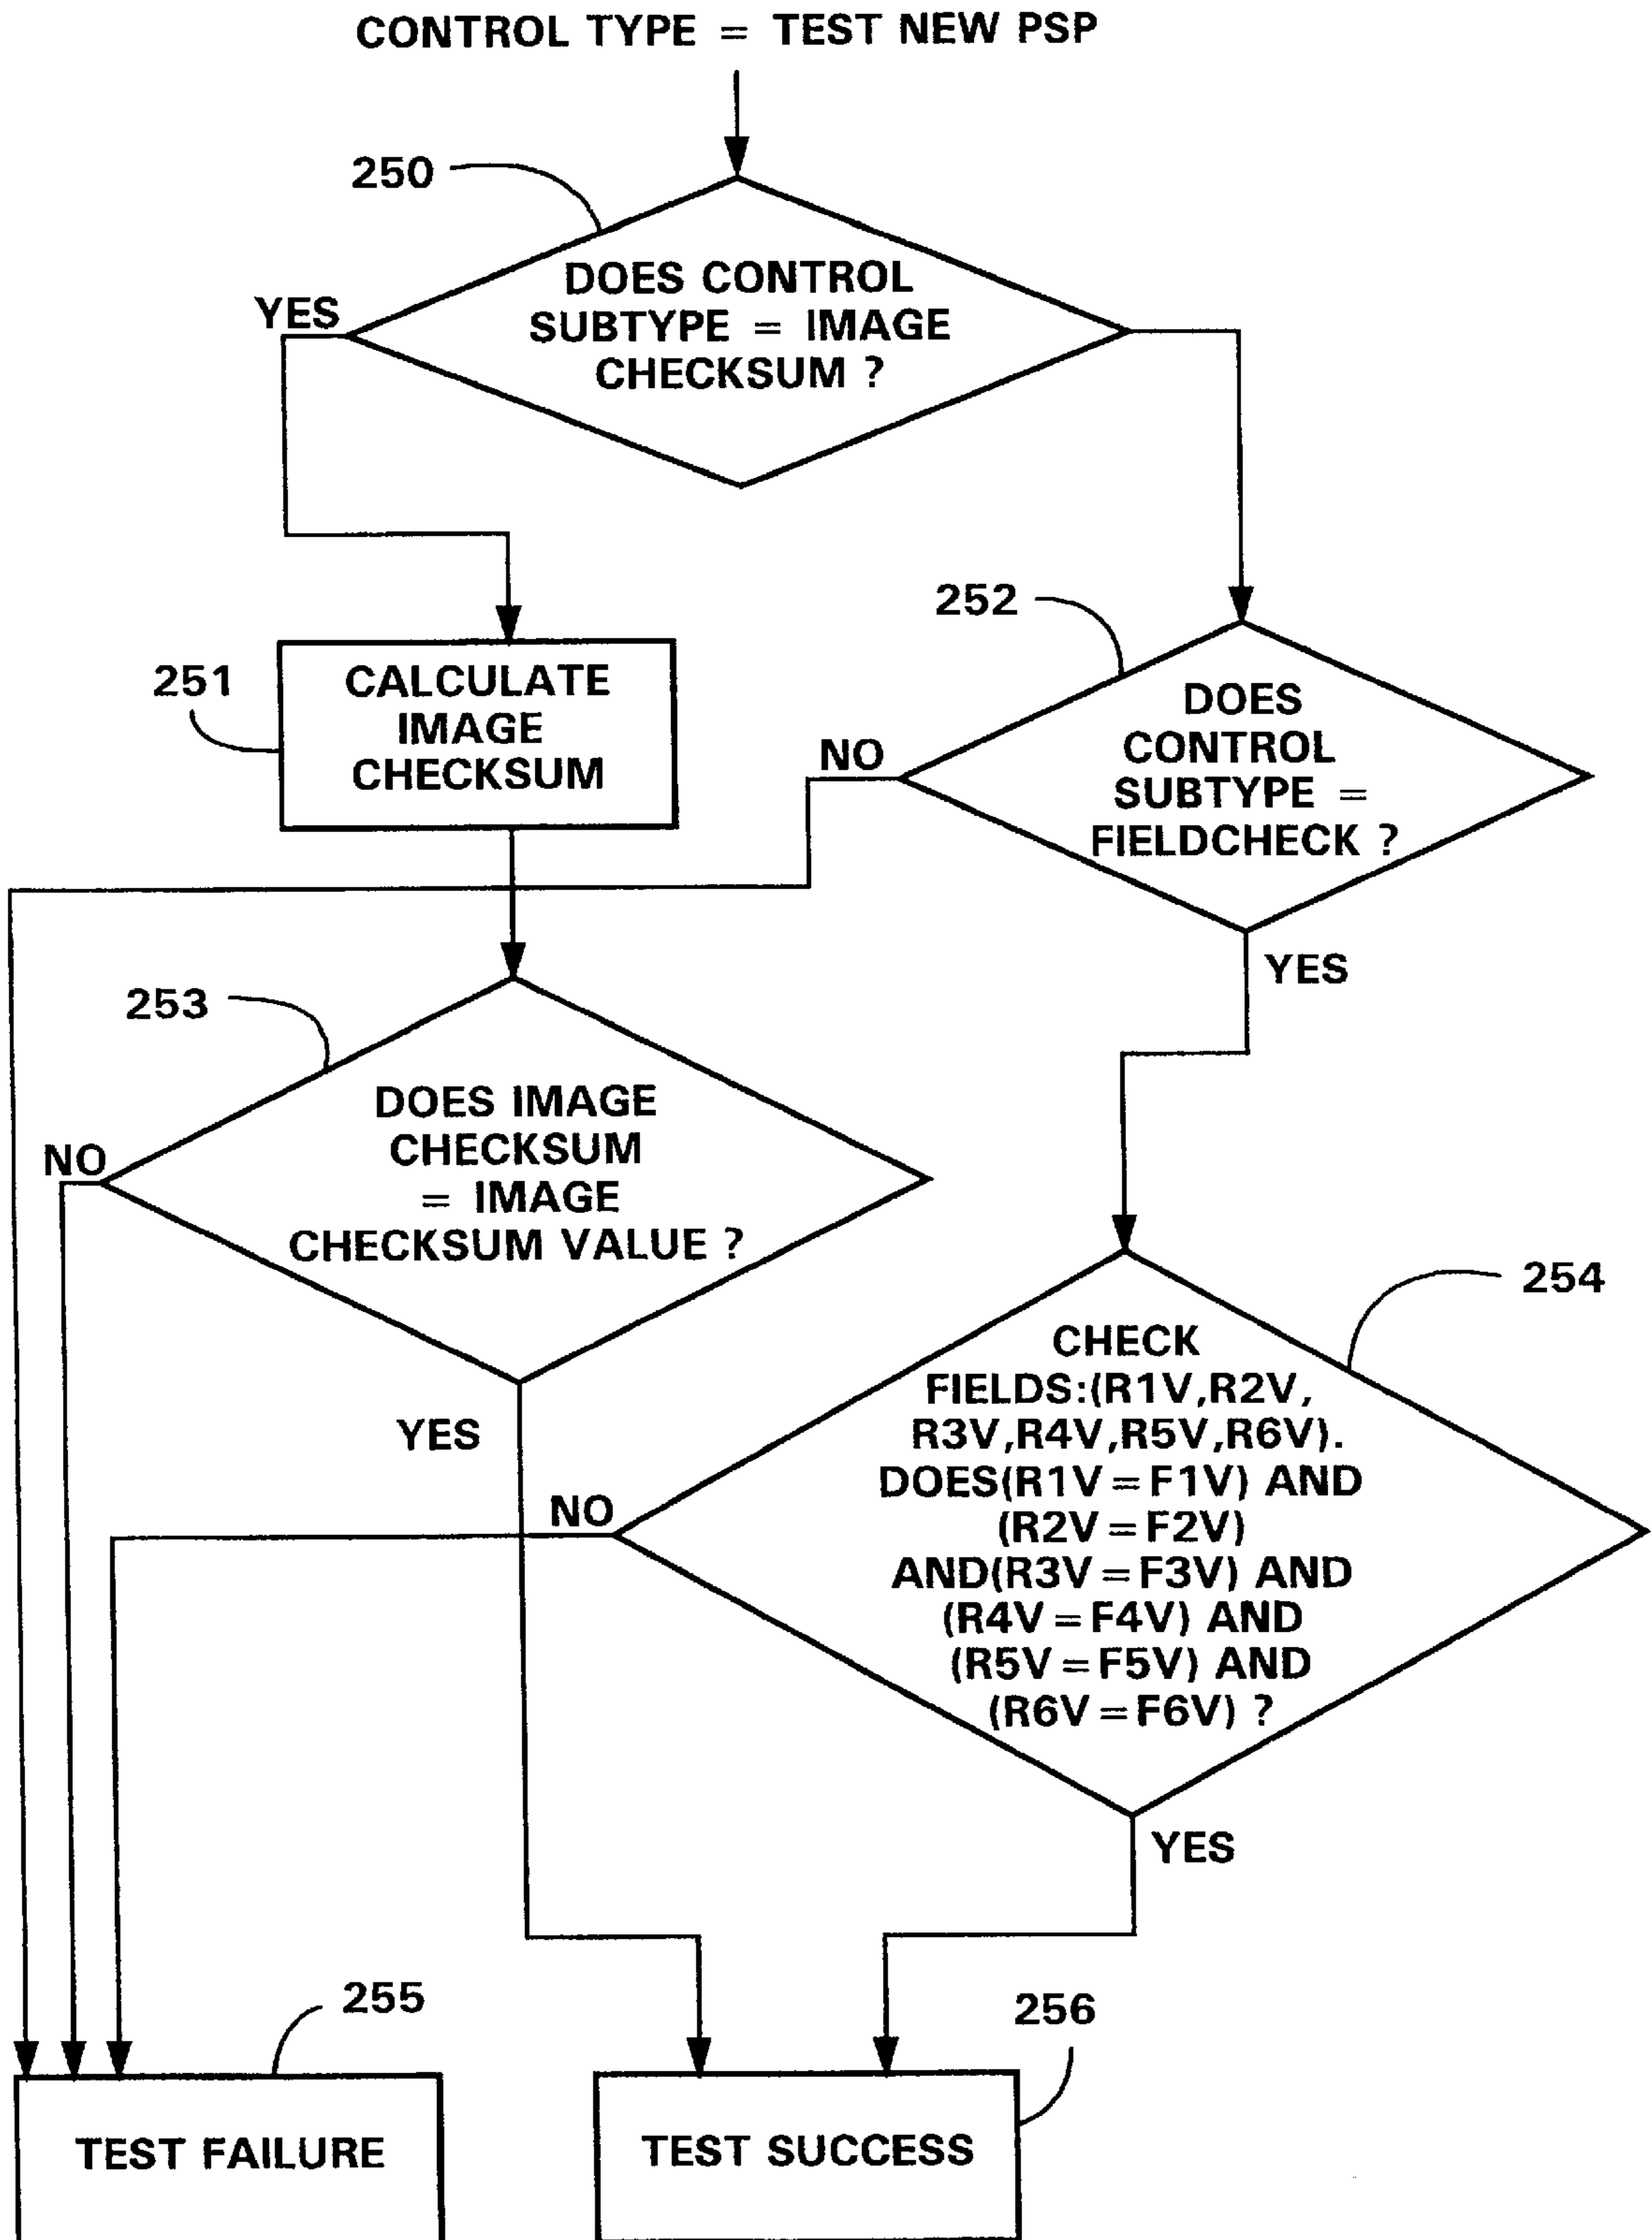 CONTROL TYPE = TEST NEW PSP
250
DOES CONTROL
SUBTYPE = IMAGE
CHECKSUM ?
YES
252
251
CALCULATE
IMAGE
CHECKSUM
DOES
CONTROL
SUBTYPE =
FIELDCHECK ?
NO
YES
253
DOES IMAGE
CHECKSUM
= IMAGE
CHECKSUM VALUE ?
NO
YES
254
CHECK
FIELDS:(R1V,R2V,
R3V,R4V,R5V,R6V).
DOES(R1V=F1V) AND
(R2V=F2V)
AND(R3V=F3V) AND
(R4V=F4V) AND
(R5V=F5V) AND
(R6V=F6V) ?
NO
YES
255
TEST FAILURE
256
TEST SUCCESS